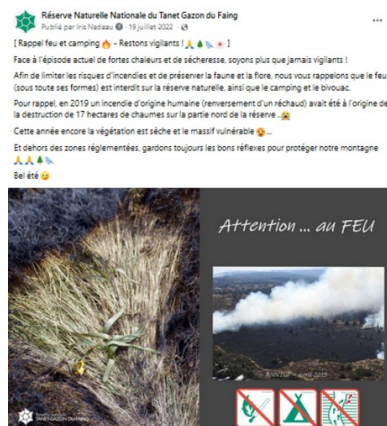 Réserve Naturelle Nationale du Tanet Gazon du Faing
Publié par Iris Nadeau · 19 juillet 2022 ·
[ Rappel feu et camping 🔥 - Restons vigilants ! 🙏🌲🦅☀️ ]
Face à l'épisode actuel de fortes chaleurs et de sécheresse, soyons plus que jamais vigilants !
Afin de limiter les risques d'incendies et de préserver la faune et la flore, nous vous rappelons que le feu
(sous toute ses formes) est interdit sur la réserve naturelle, ainsi que le camping et le bivouac.
Pour rappel, en 2019 un incendie d'origine humaine (renversement d'un réchaud) avait été à l'origine de
la destruction de 17 hectares de chaumes sur la partie nord de la réserve ..
Cette année encore la végétation est sèche et le massif vulnérable ...
Et dehors des zones réglementées, gardons toujours les bons réflexes pour protéger notre montagne
🙏🙏🌲🦅
Bel été 😉
Attention ... au FEU
avril 2019
TANET-GAZON DU FAING